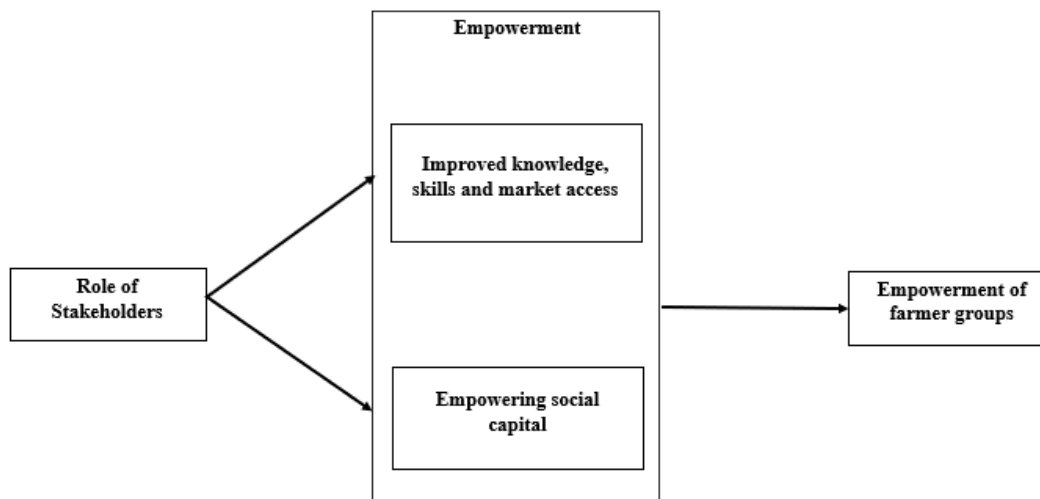 Empowerment
Improved knowledge,
skills and market access
Role of
Stakeholders
Empowerment of
farmer groups
Empowering social
capital